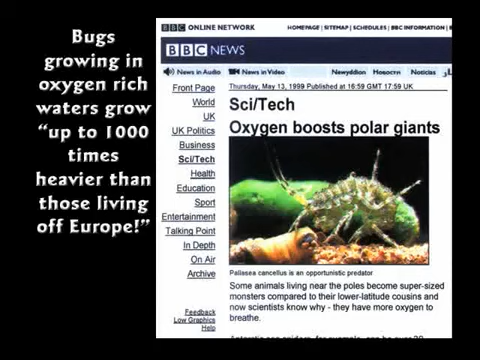 Bugs
growing in
oxygen rich
waters grow
“up to 1000
times
heavier than
those living
off Europe!”
BBC ONLINE NETWORK
HOMEPAGE | SITEMAP | SCHEDULES | BBC INFORMATION |
BBC NEWS
News in Audio News in Video Newyddion Новости Noticias
Front Page
World
UK
UK Politics
Business
Sci/Tech
Health
Education
Sport
Entertainment
Talking Point
In Depth
On Air
Archive
Feedback
Low Graphics
Help
Thursday, May 13, 1999 Published at 16:59 GMT 17:59 UK
Sci/Tech
Oxygen boosts polar giants
Paliasea cancellus is an opportunistic predator
Some animals living near the poles become super-sized
monsters compared to their lower-latitude cousins and
now scientists know why - they have more oxygen to
breathe.